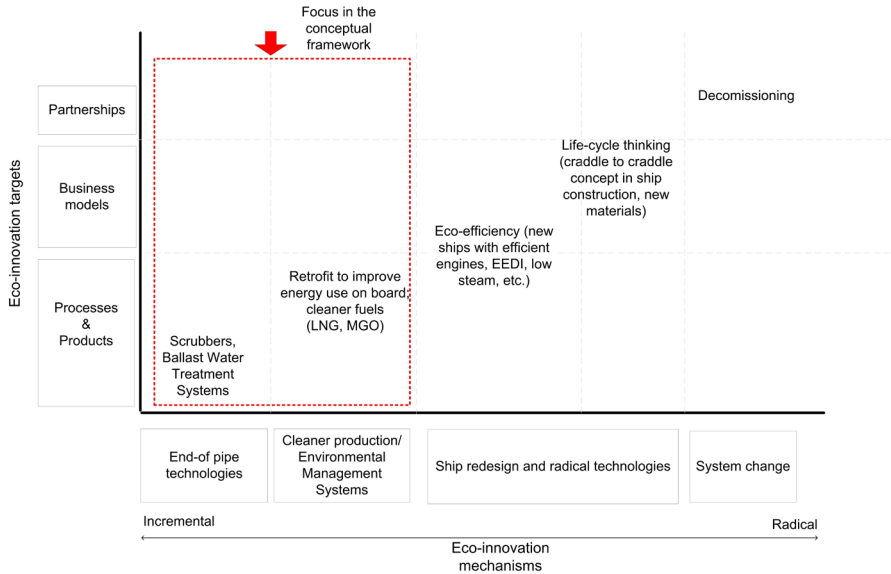 Focus in the
conceptual
framework
Eco-innovation targets
Partnerships
Decomissioning
Business
models
Life-cycle thinking
(craddle to craddle
concept in ship
construction, new
materials)
Eco-efficiency (new
ships with efficient
engines, EEDI, low
steam, etc.)
Processes
&
Products
Retrofit to improve
energy use on board;
cleaner fuels
(LNG, MGO)
Scrubbers,
Ballast Water
Treatment
Systems
End-of pipe
technologies
Cleaner production/
Environmental
Management
Systems
Ship redesign and radical technologies
System change
Incremental
Radical
Eco-innovation
mechanisms